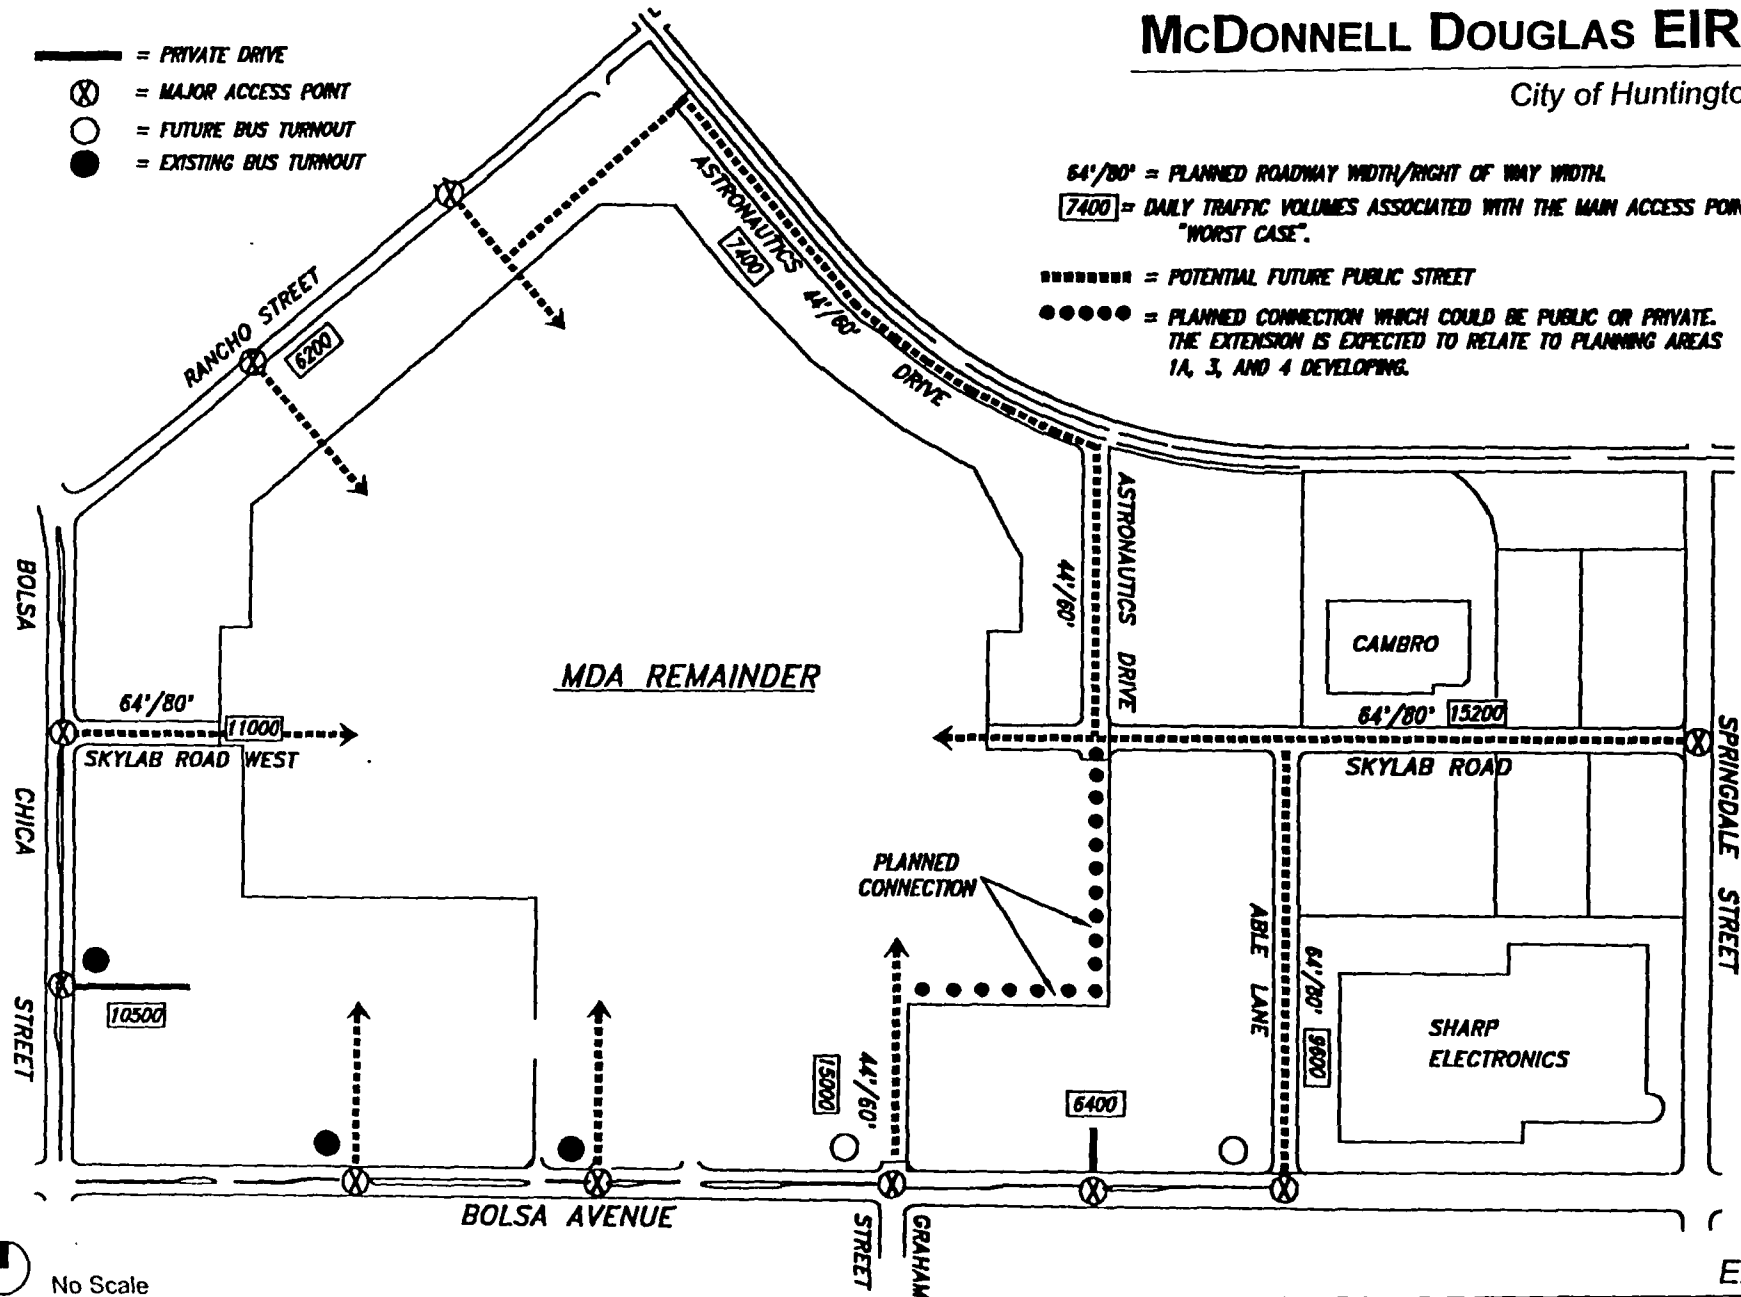 McDONNELL DOUGLAS EIR
City of
= PRIVATE DRIVE
= MAJOR ACCESS POINT
= FUTURE BUS TURNOUT
= EXISTING BUS TURNOUT
64'/80' = PLANNED ROADWAY WIDTH/RIGHT OF WAY WIDTH.
7400 = DAILY TRAFFIC VOLUMES ASSOCIATED WITH THE MAIN ACCESS
"WORST CASE".
= POTENTIAL FUTURE PUBLIC STREET
= PLANNED CONNECTION WHICH COULD BE PUBLIC OR PRIVATE.
THE EXTENSION IS EXPECTED TO RELATE TO PLANNING AREAS
1A, 3, AND 4 DEVELOPING.
RANCHO STREET
6200
ASTRONAUTICS
7400
44'/60'
DRIVE
ASTRONAUTICS DRIVE
44'/60'
BOLSA
CHICA
STREET
CAMBRO
MDA REMAINDER
64'/80'
11000
SKYLAB ROAD WEST
64'/80' 15200
SKYLAB ROAD
SPRINGDALE STREET
PLANNED
CONNECTION
ABLE LANE
64'/80'
9600
10500
15000
44'/60'
6400
SHARP
ELECTRONICS
BOLSA AVENUE
GRAHAM
STREET
No Scale